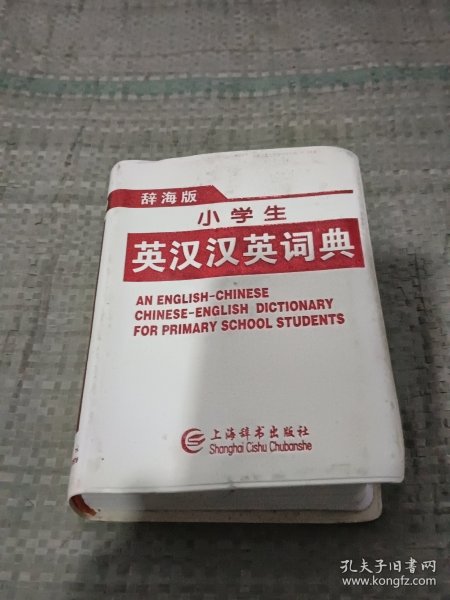 辞海版
小学生
英汉汉英词典
AN ENGLISH-CHINESE
CHINESE-ENGLISH DICTIONARY
FOR PRIMARY SCHOOL STUDENTS
上海辞书出版社
Shanghai Cishu Chubanshe
孔夫子旧书网
www.kongfz.com